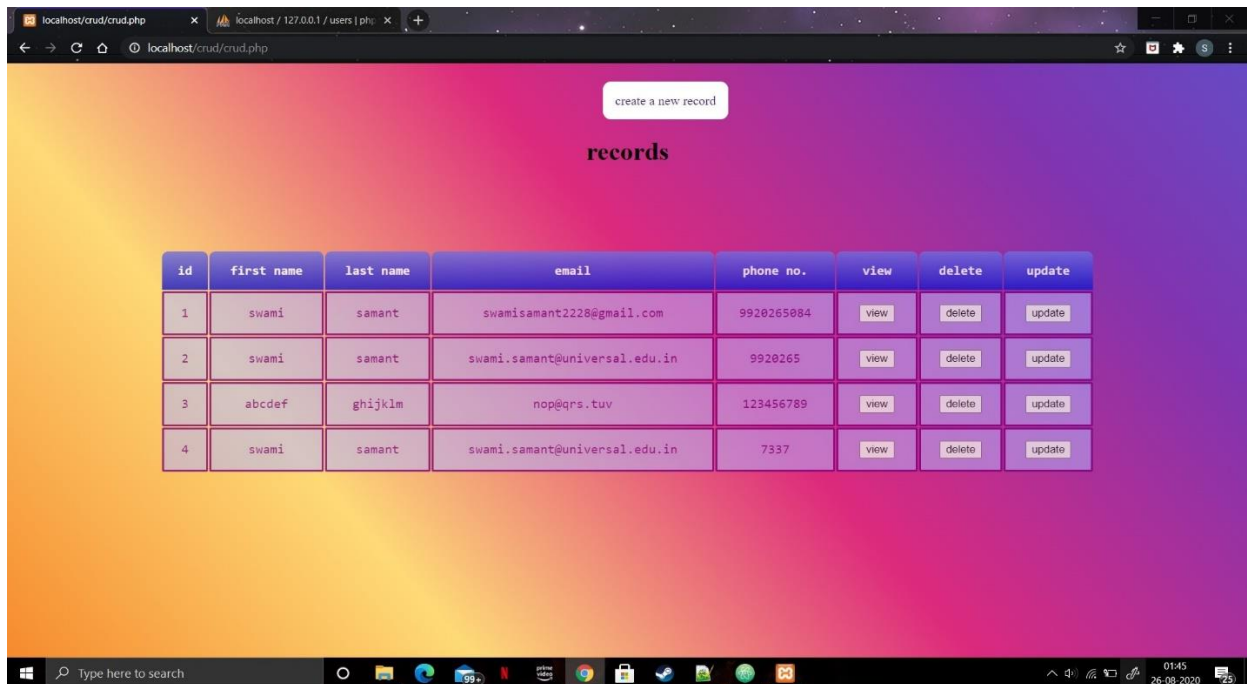 localhost/crud/crud.php
localhost / 127.0.0.1 / users | php
localhost/crud/crud.php
S
create a new record
records
id first name last name email phone no. view delete update
1 swami samant swamisamant2228@gmail.com 9920265084 view delete update
2 swami samant swami.samant@universal.edu.in 9920265 view delete update
3 abcdef ghijklm nop@qrs.tuv 123456789 view delete update
4 swami samant swami.samant@universal.edu.in 7337 view delete update
Type here to search
99+
N
prime video
01:45
26-08-2020
25